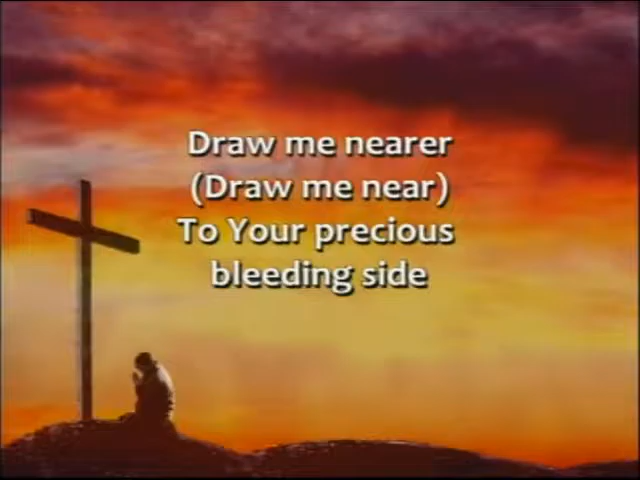 Draw me nearer
(Draw me near)
To Your precious
bleeding side